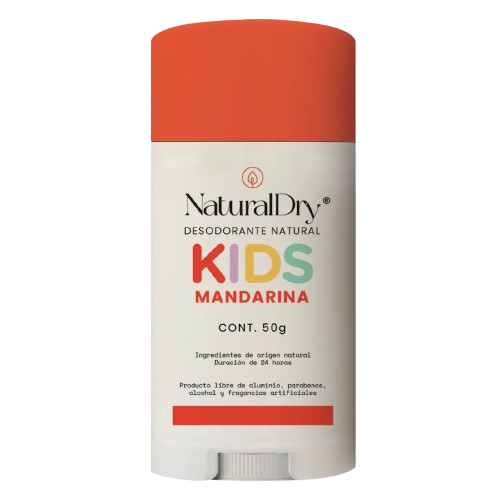 NaturalDry®
DESODORANTE NATURAL
KIDS
MANDARINA
CONT. 50g
Ingredientes de origen natural
Duración de 24 horas
Producto libre de aluminio, parabenos,
alcohol y fragancias artificiales